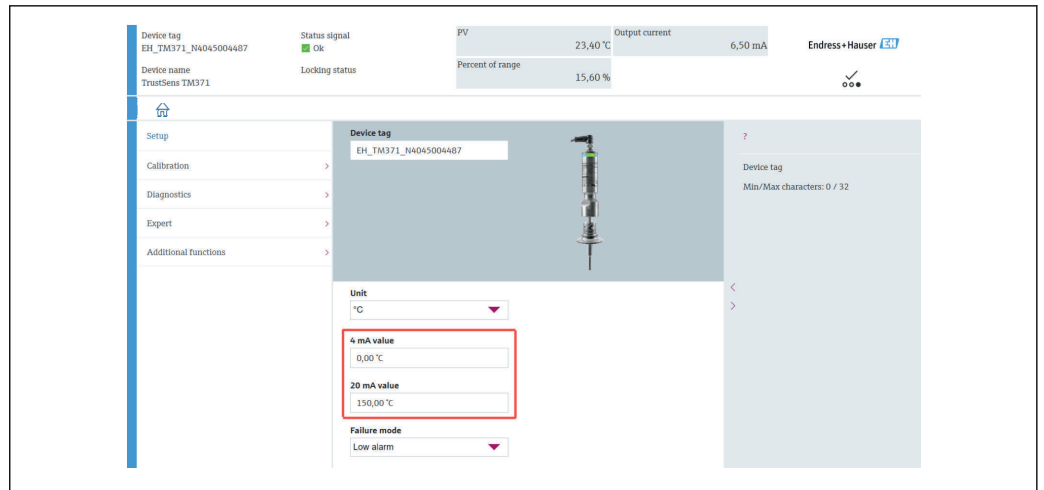 Device tag
EH_TM371_N4045004487
Status signal
Ok
PV
23,40 °C
Output current
6,50 mA
Endress+Hauser EH
Device name
TrustSens TM371
Locking status
Percent of range
15,60 %
Setup
Calibration
Diagnostics
Expert
Additional functions
Device tag
EH_TM371_N4045004487
?
Device tag
Min/Max characters: 0 / 32
Unit
°C
4 mA value
0,00 °C
20 mA value
150,00 °C
Failure mode
Low alarm